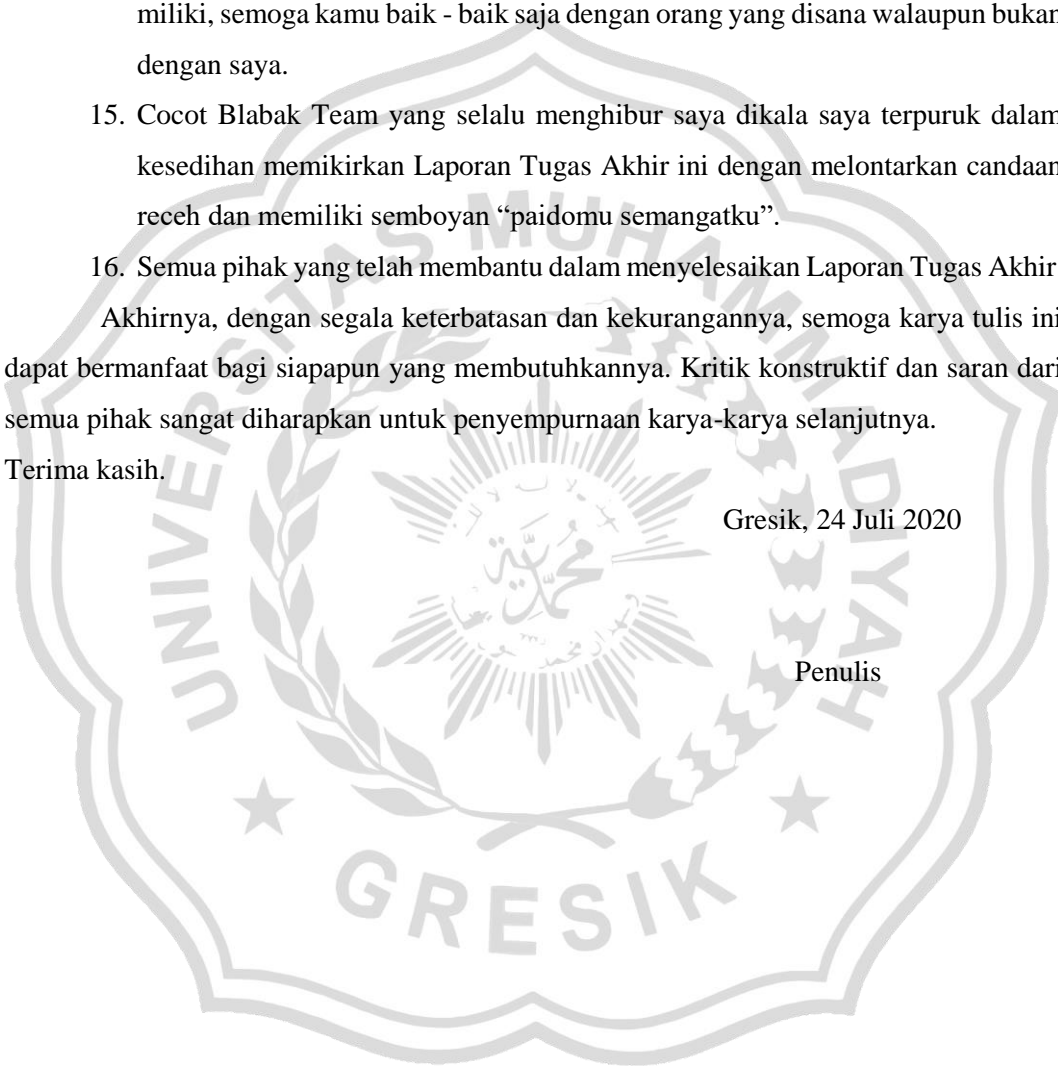 miliki, semoga kamu baik - baik saja dengan orang yang disana walaupun bukan
dengan saya.
15. Cocot Blabak Team yang selalu menghibur saya dikala saya terpuruk dalam
kesedihan memikirkan Laporan Tugas Akhir ini dengan melontarkan candaan
receh dan memiliki semboyan “paidomu semangatku”.
16. Semua pihak yang telah membantu dalam menyelesaikan Laporan Tugas Akhir
Akhirnya, dengan segala keterbatasan dan kekurangannya, semoga karya tulis ini
dapat bermanfaat bagi siapapun yang membutuhkannya. Kritik konstruktif dan saran dari
semua pihak sangat diharapkan untuk penyempurnaan karya-karya selanjutnya.
Terima kasih.
Gresik, 24 Juli 2020
Penulis
UNIVERSITAS MUHAMMADIYAH
GRESIK